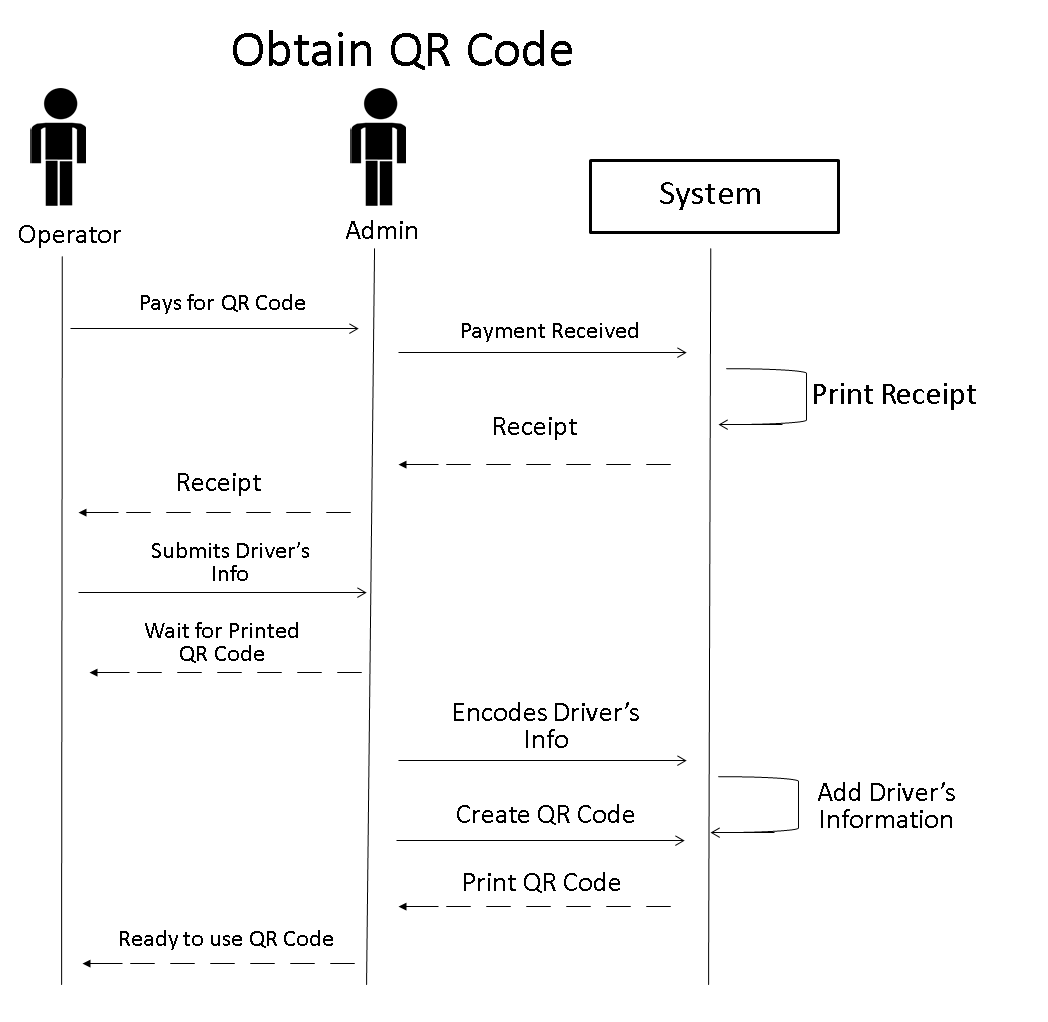 Obtain QR Code
Operator
Admin
System
Pays for QR Code
Payment Received
Print Receipt
Receipt
Receipt
Submits Driver’s
Info
Wait for Printed
QR Code
Encodes Driver’s
Info
Add Driver’s
Information
Create QR Code
Print QR Code
Ready to use QR Code